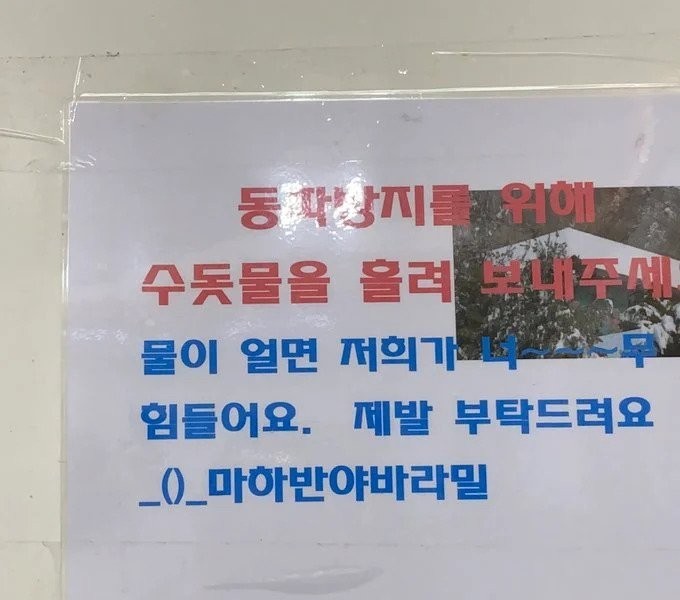 동파방지를 위해
수돗물을 흘려 보내주세
물이 얼면 저희가 너~~~무
힘들어요. 제발 부탁드려요
_()_마하반야바라밀